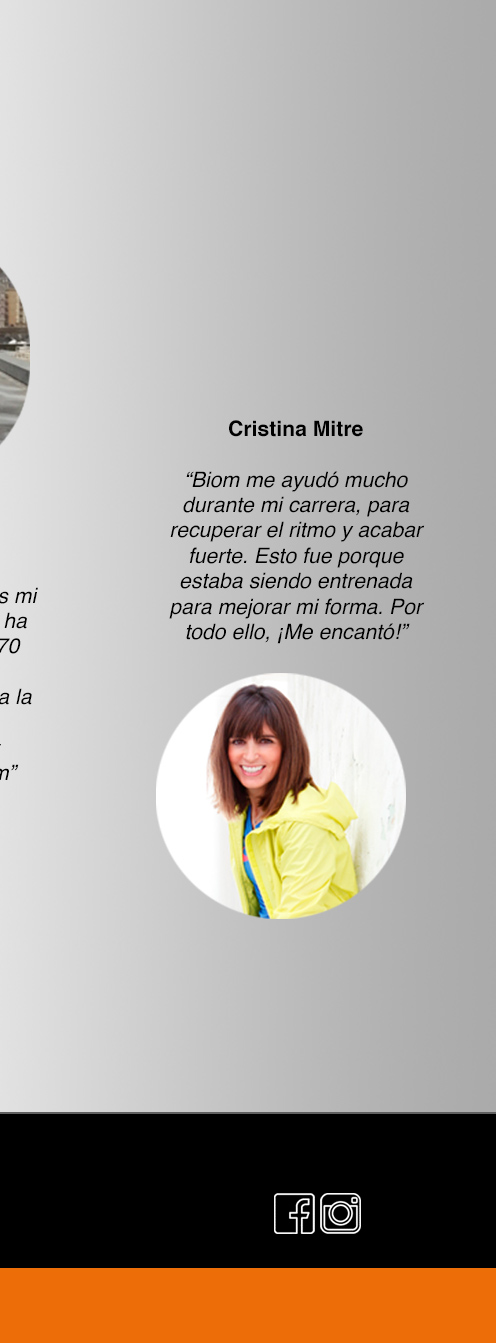 Cristina Mitre
“Biom me ayudó mucho
durante mi carrera, para
recuperar el ritmo y acabar
fuerte. Esto fue porque
estaba siendo entrenada
para mejorar mi forma. Por
todo ello, ¡Me encantó!”
s mi
ha
70
a la
m”